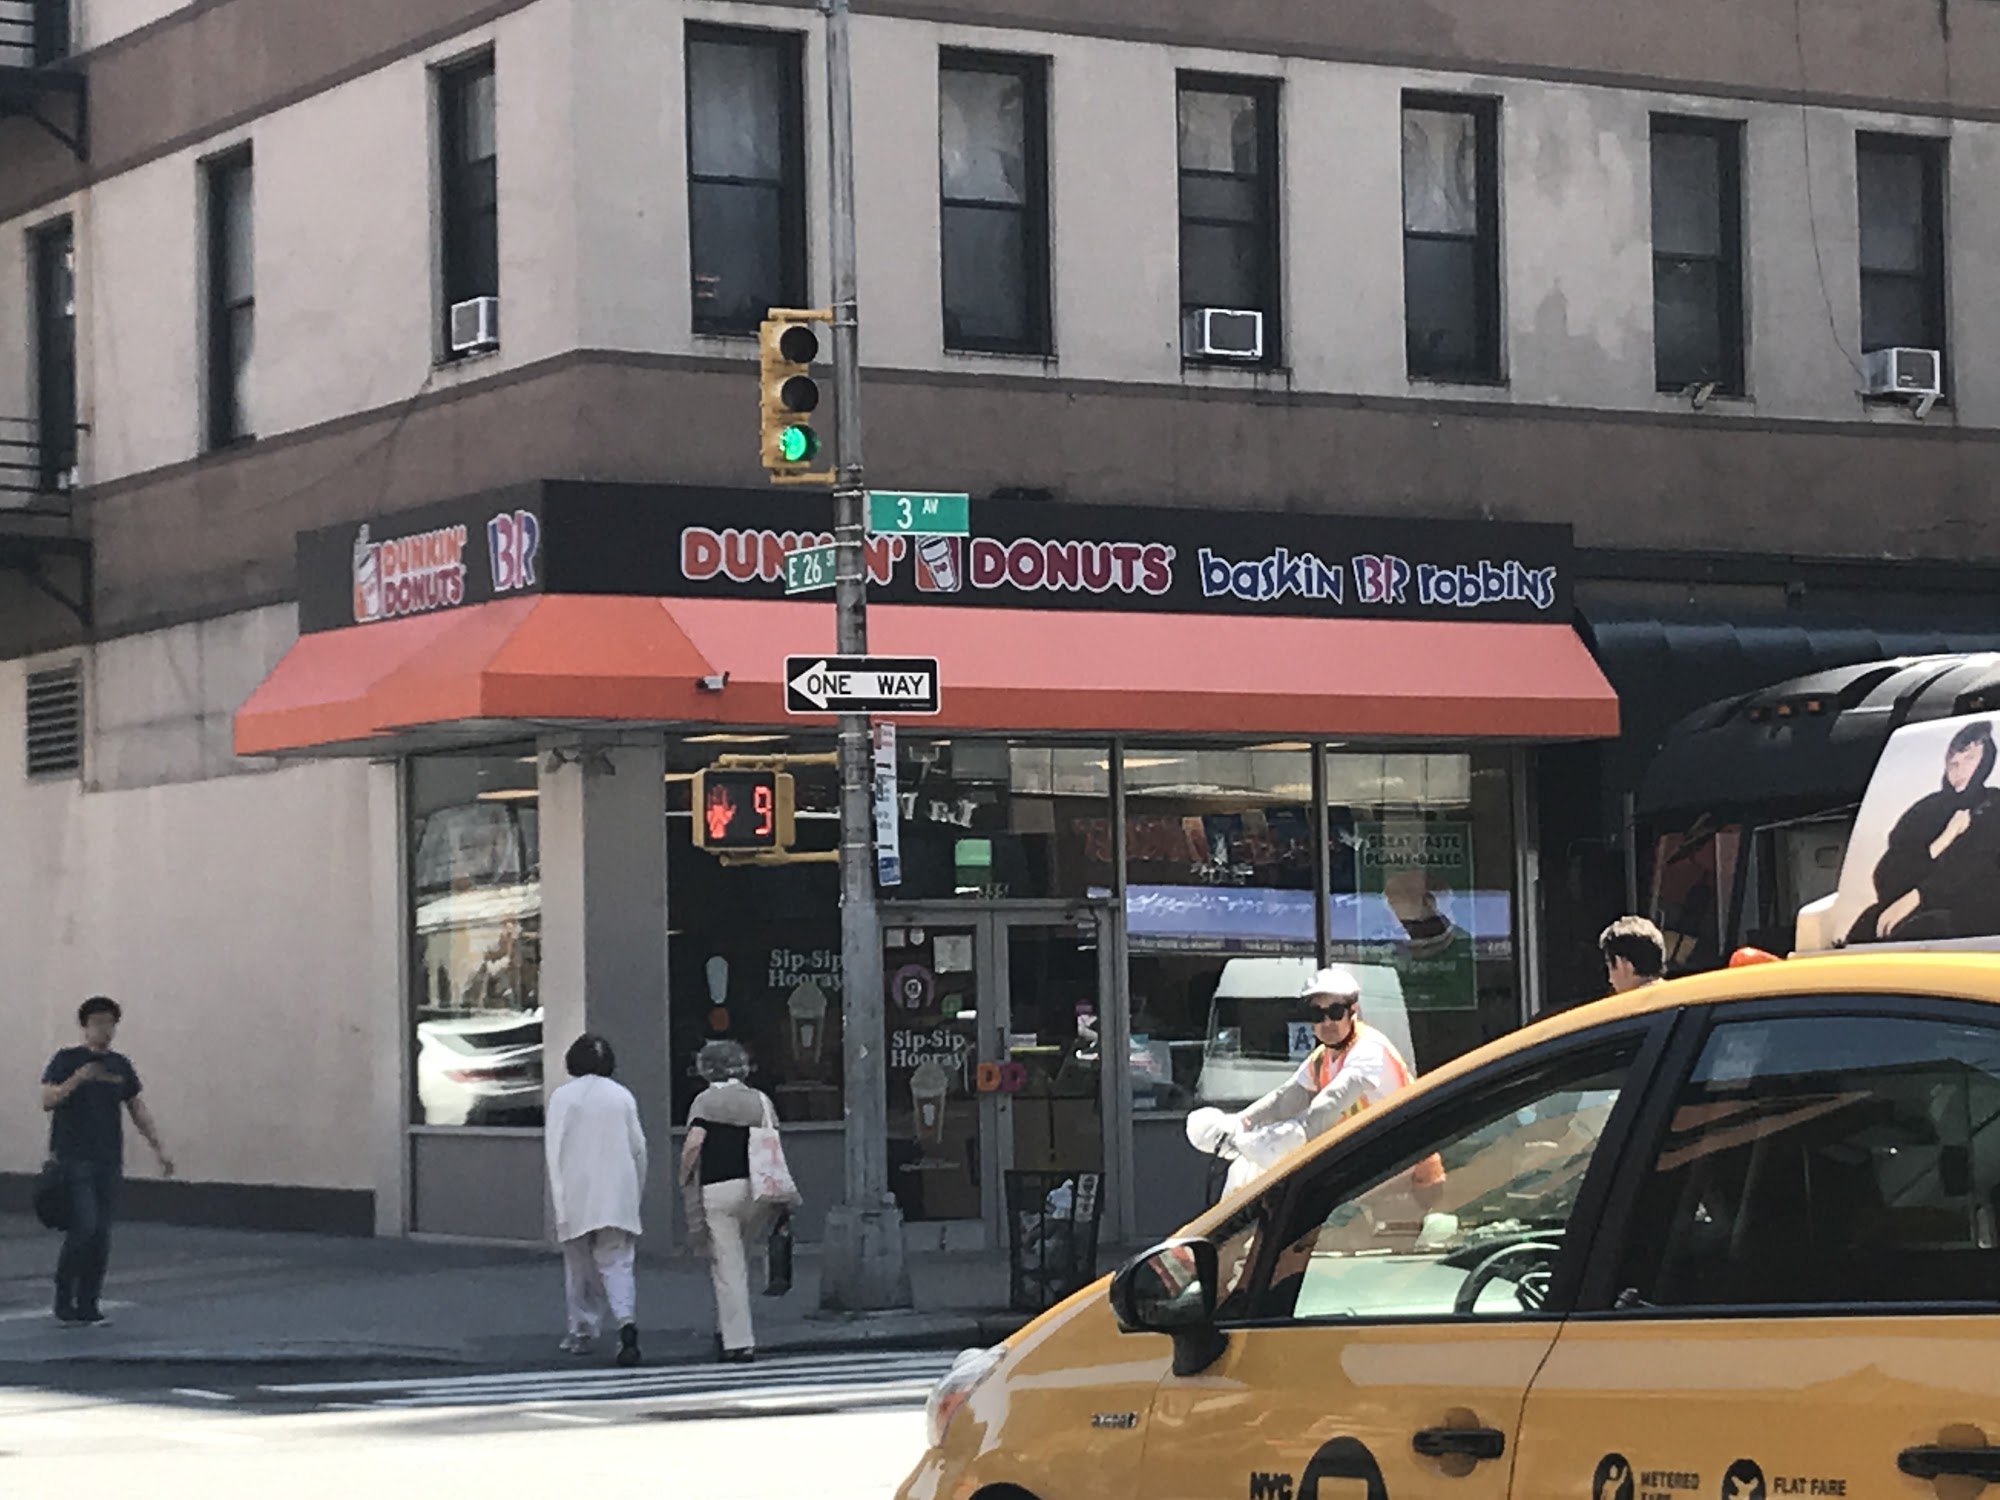 DUNKIN'
DONUTS
BR
DUNKIN' DONUTS
baskin BR robbins
3 AV
E 26 ST
ONE WAY
9
GREAT TASTE
PLANT-BASED
Sip-Sip
Hooray
Sip-Sip
Hooray
DD
A
NYC
METERED
FARE
FLAT FARE